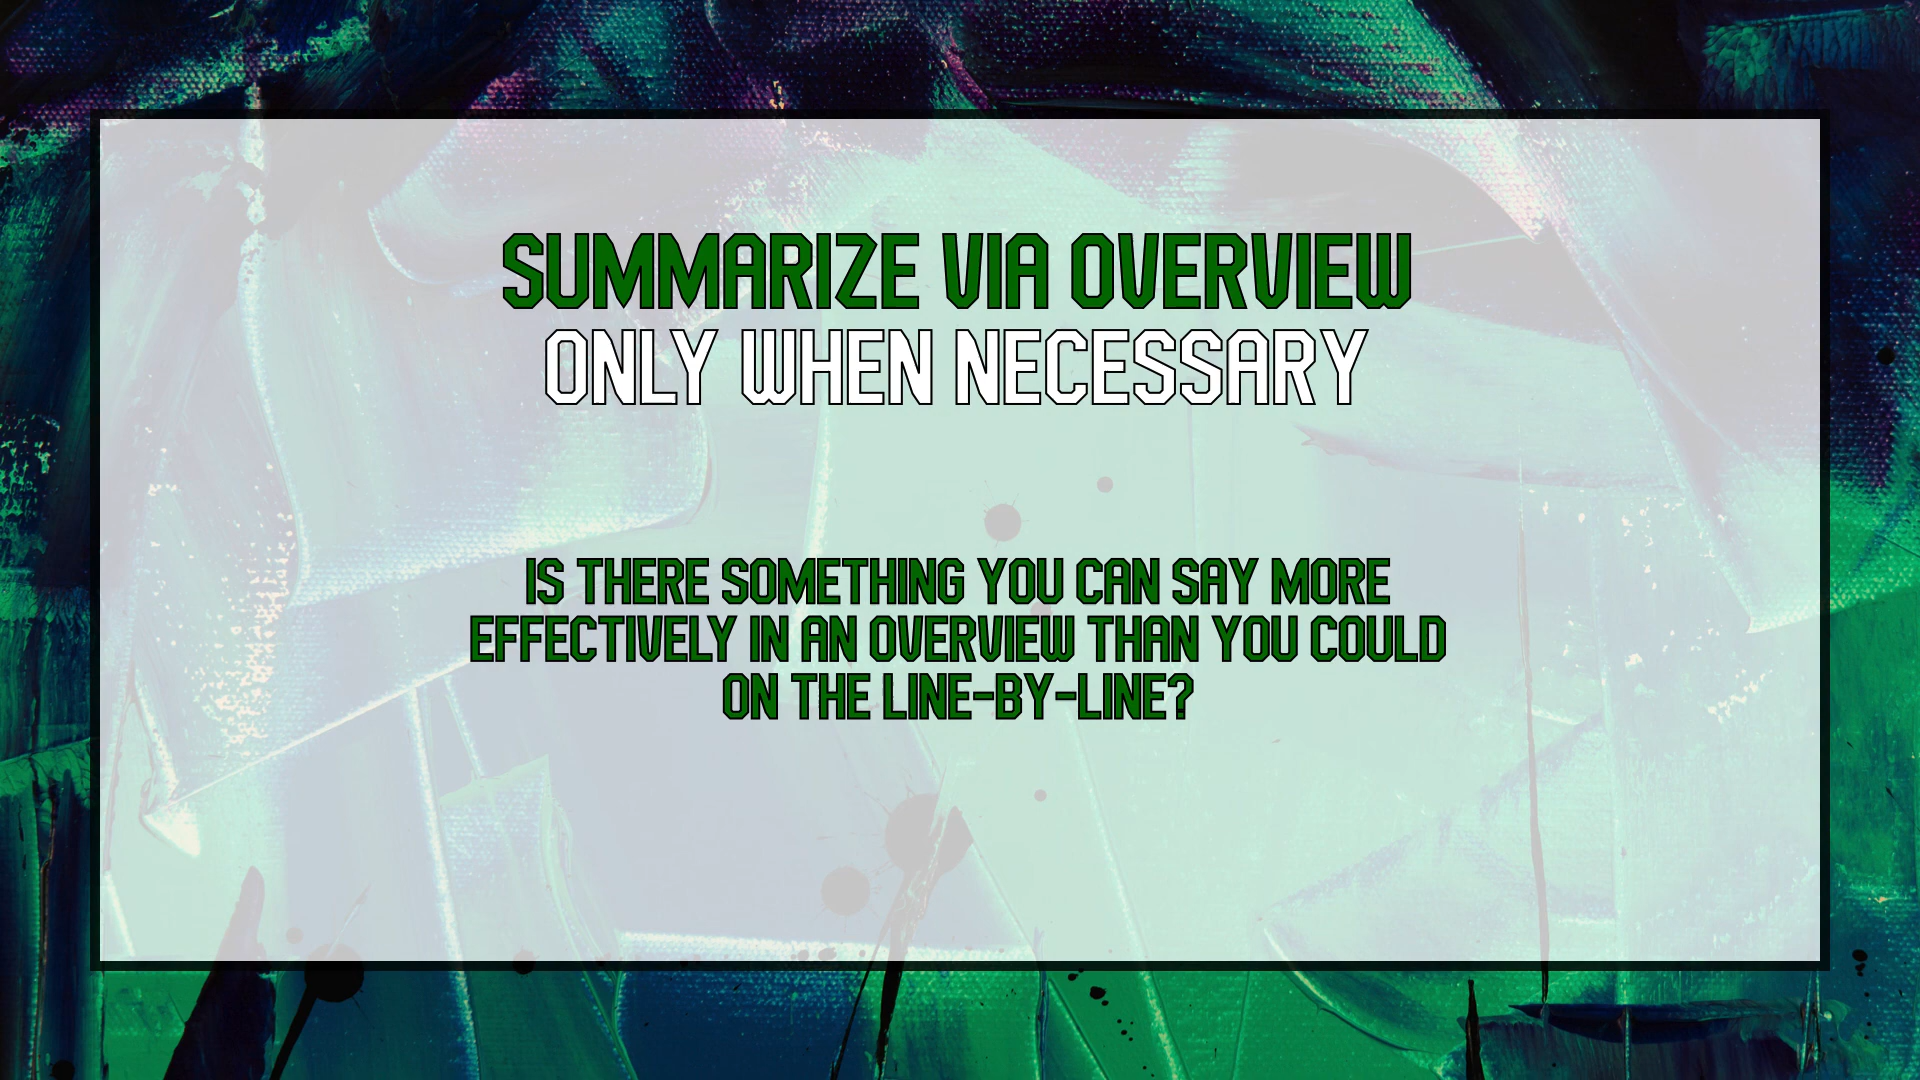 SUMMARIZE VIA OVERVIEW
ONLY WHEN NECESSARY
IS THERE SOMETHING YOU CAN SAY MORE
EFFECTIVELY IN AN OVERVIEW THAN YOU COULD
ON THE LINE-BY-LINE?